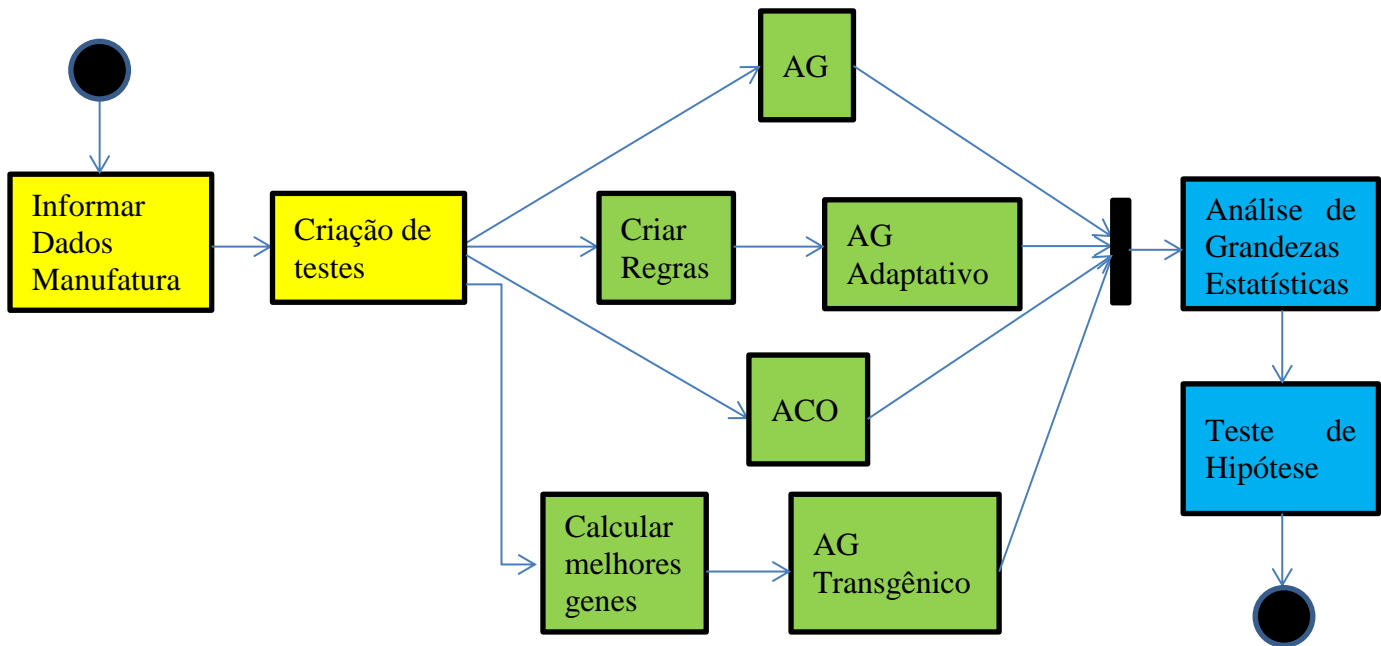 Informar
Dados
Manufatura
Criação de
testes
AG
Criar
Regras
AG
Adaptativo
ACO
Calcular
melhores
genes
AG
Transgênico
Análise de
Grandezas
Estatísticas
Teste de
Hipótese